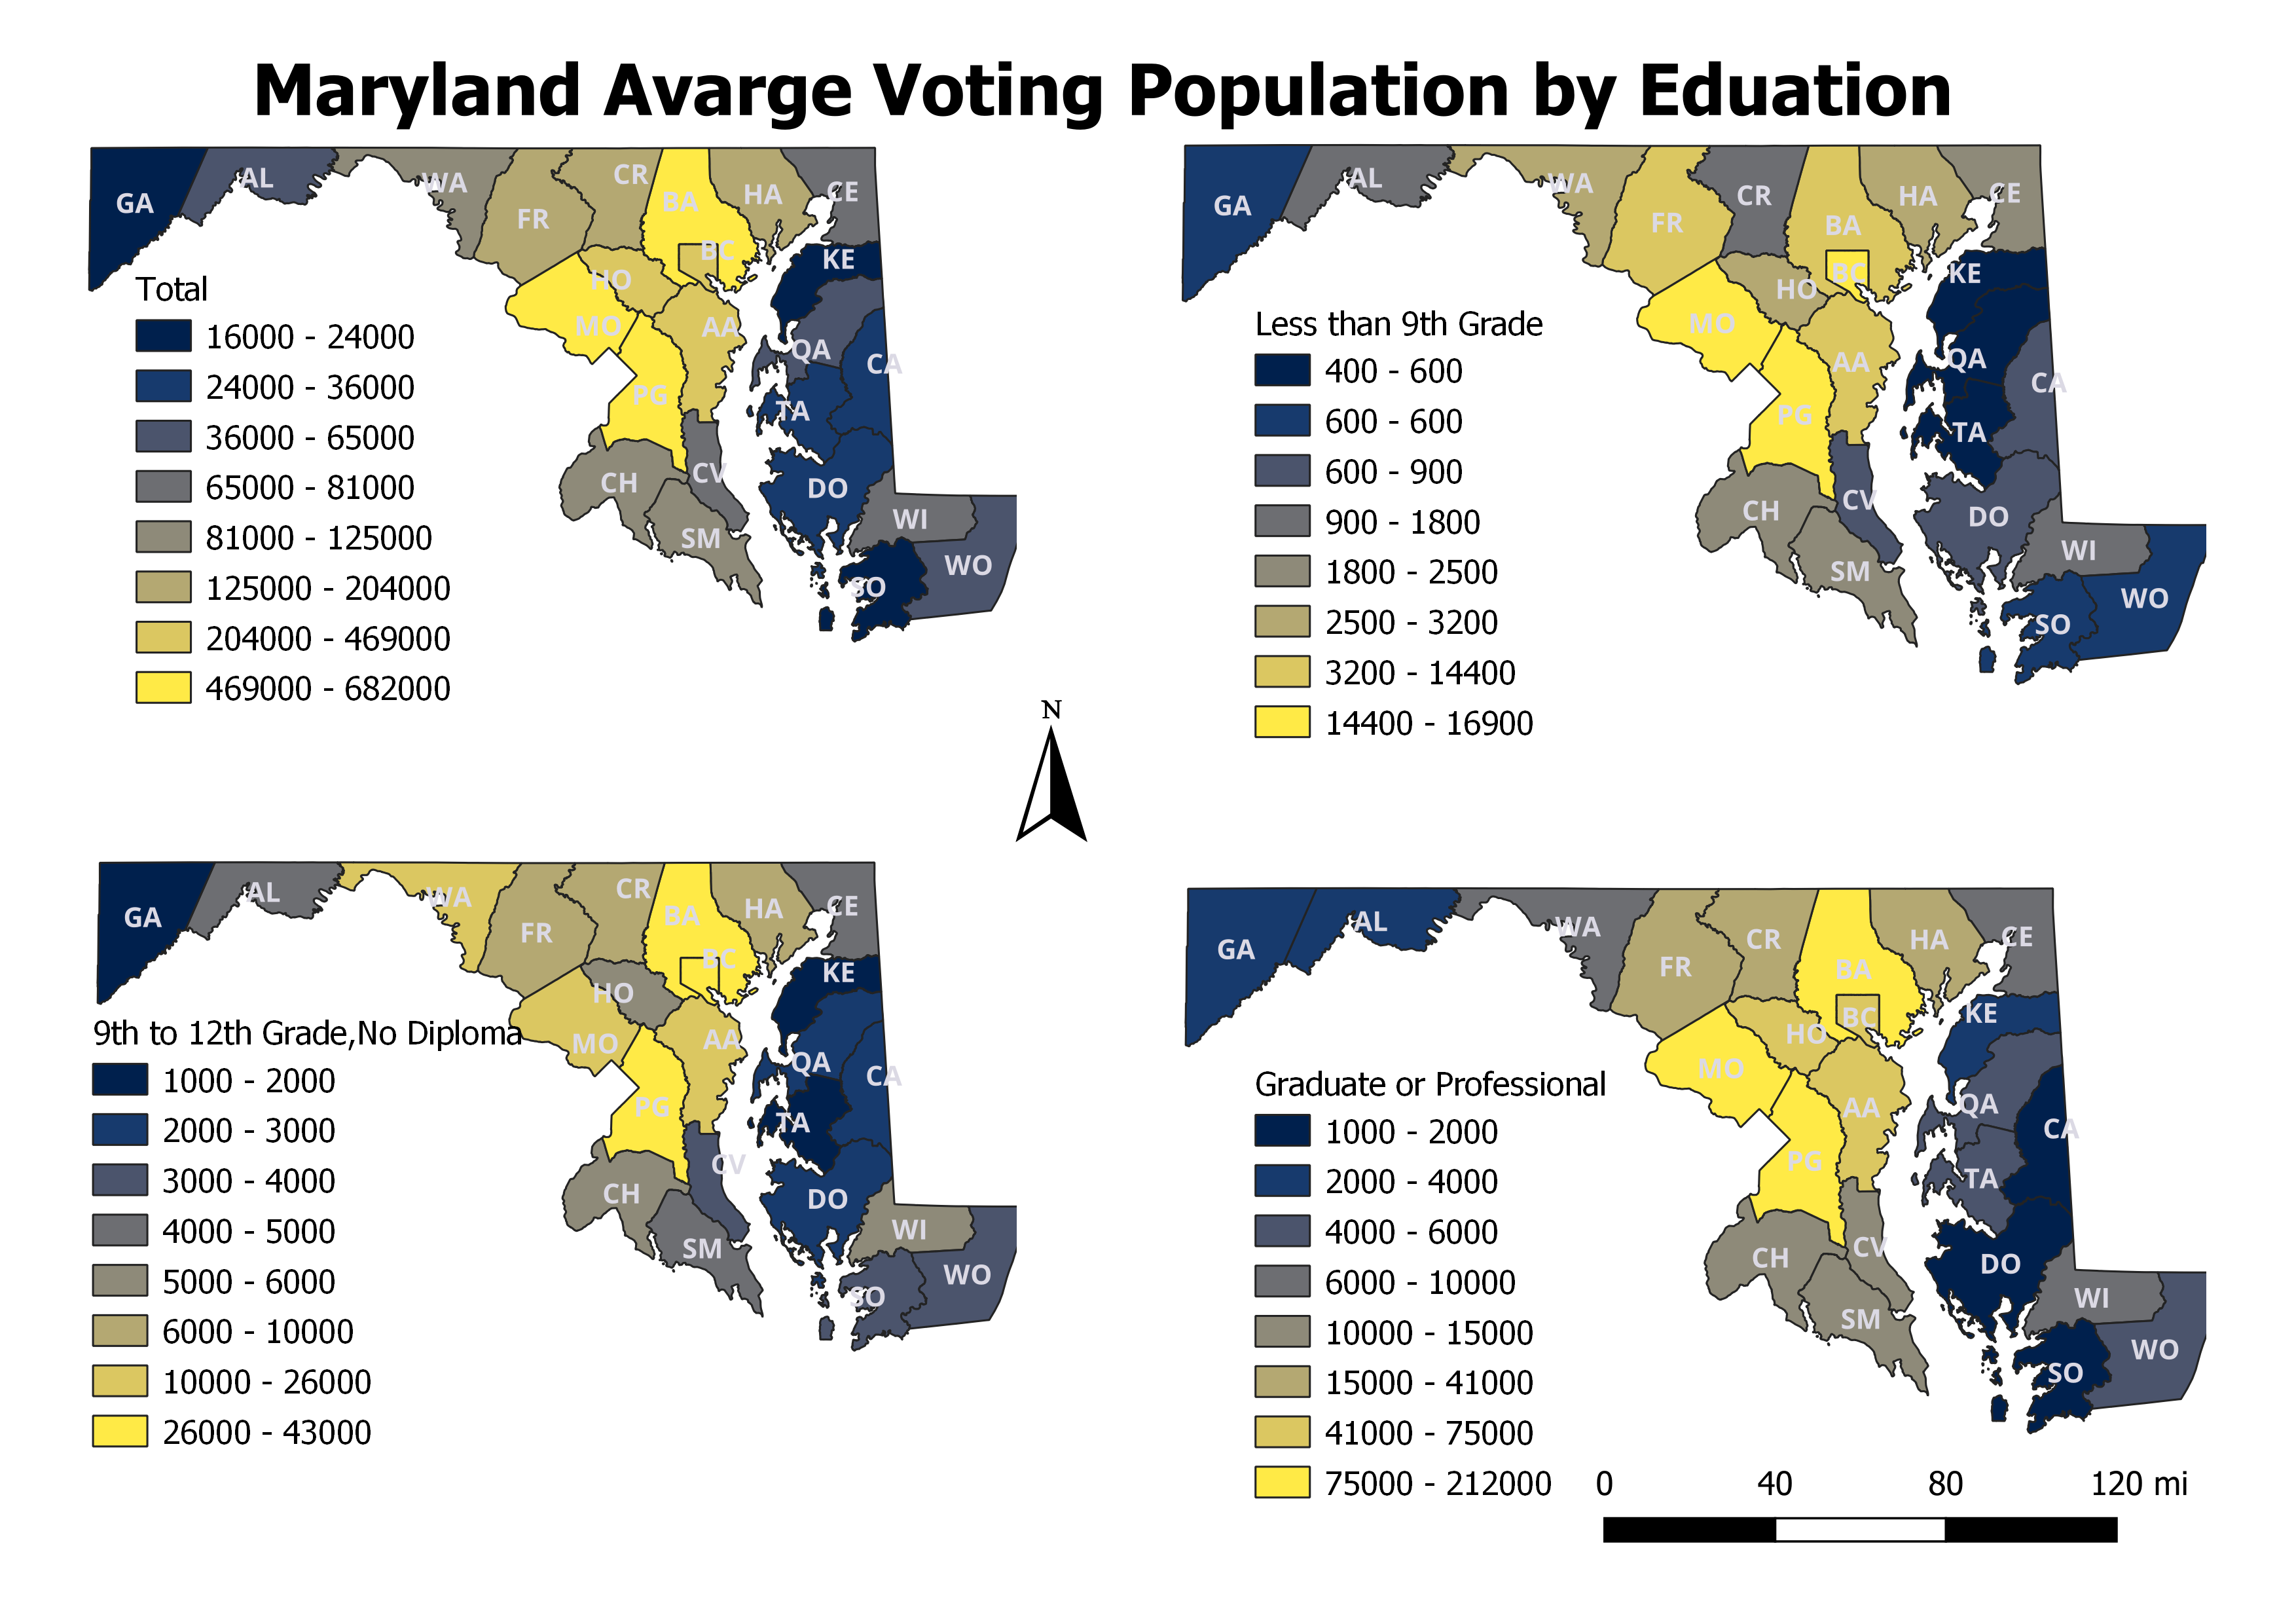 Maryland Avarge Voting Population by Eduation
GA
AL
WA
FR
CR
BA
HA
CE
BC
KE
HO
MO
AA
QA
CA
PG
TA
CH
CV
DO
SM
WI
WO
SO
Total
16000 - 24000
24000 - 36000
36000 - 65000
65000 - 81000
81000 - 125000
125000 - 204000
204000 - 469000
469000 - 682000
GA
AL
WA
FR
CR
BA
HA
CE
BC
KE
HO
MO
AA
QA
CA
PG
TA
CH
CV
DO
SM
WI
WO
SO
Less than 9th Grade
400 - 600
600 - 600
600 - 900
900 - 1800
1800 - 2500
2500 - 3200
3200 - 14400
14400 - 16900
N
GA
AL
WA
FR
CR
BA
HA
CE
BC
KE
HO
MO
AA
QA
CA
PG
TA
CV
CH
DO
SM
WI
WO
SO
9th to 12th Grade,No Diploma
1000 - 2000
2000 - 3000
3000 - 4000
4000 - 5000
5000 - 6000
6000 - 10000
10000 - 26000
26000 - 43000
GA
AL
WA
FR
CR
BA
HA
CE
BC
KE
HO
MO
AA
QA
CA
PG
TA
CH
CV
DO
SM
WI
WO
SO
Graduate or Professional
1000 - 2000
2000 - 4000
4000 - 6000
6000 - 10000
10000 - 15000
15000 - 41000
41000 - 75000
75000 - 212000
0 40 80 120 mi